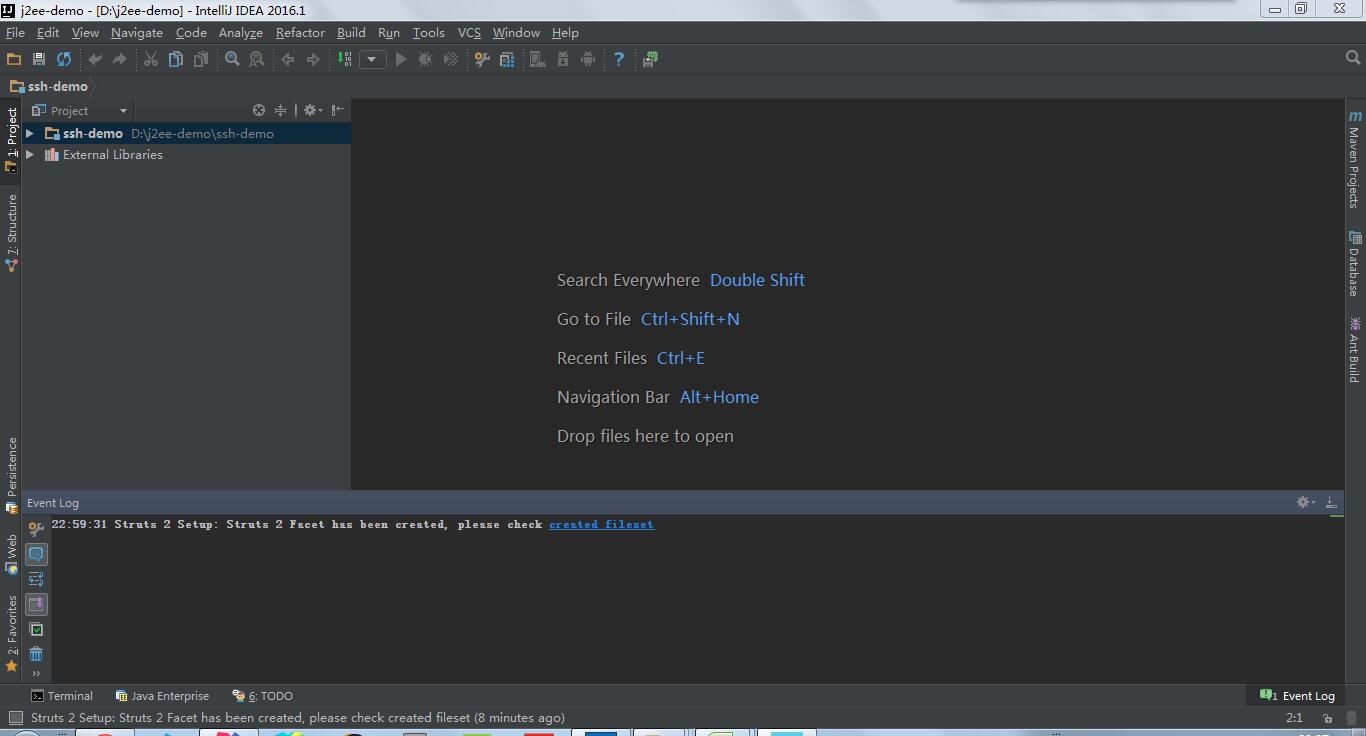 j2ee-demo - [D:\j2ee-demo] - IntelliJ IDEA 2016.1
File Edit View Navigate Code Analyze Refactor Build Run Tools VCS Window Help
ssh-demo
Project
ssh-demo D:\j2ee-demo\ssh-demo
External Libraries
1: Project
7: Structure
Persistence
Web
2: Favorites
Search Everywhere Double Shift
Go to File Ctrl+Shift+N
Recent Files Ctrl+E
Navigation Bar Alt+Home
Drop files here to open
m
Maven Projects
Database
Ant Build
Event Log
22:59:31 Struts 2 Setup: Struts 2 Facet has been created, please check created fileset
Terminal Java Enterprise 6: TODO
1 Event Log
Struts 2 Setup: Struts 2 Facet has been created, please check created fileset (8 minutes ago)
2:1